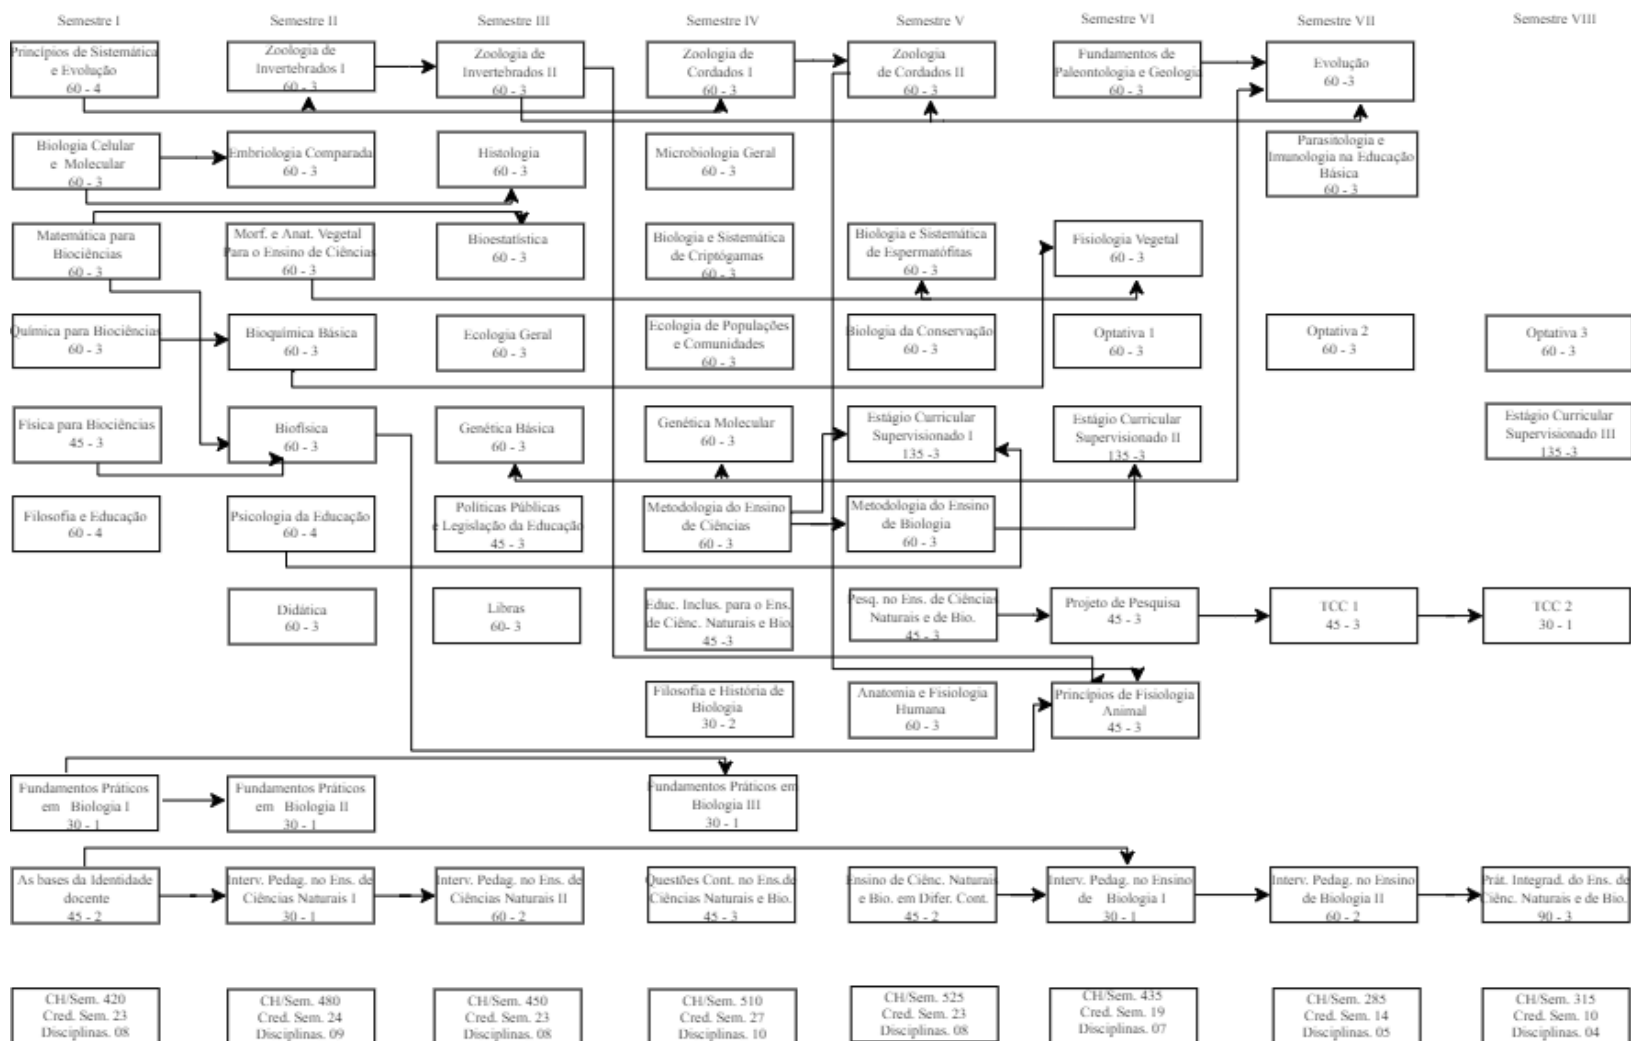 Semestre I
Semestre II
Semestre III
Semestre IV
Semestre V
Semestre VI
Semestre VII
Semestre VIII
Princípios de Sistemática
e Evolução
60 - 4
Zoologia de
Invertebrados I
60 - 3
Zoologia de
Invertebrados II
60 - 3
Zoologia de
Cordados I
60 - 3
Zoologia
de Cordados II
60 - 3
Fundamentos de
Paleontologia e Geologia
60 - 3
Evolução
60 -3
Biologia Celular
e Molecular
60 - 3
Embriologia Comparada
60 - 3
Histologia
60 - 3
Microbiologia Geral
60 - 3
Parasitologia e
Imunologia na Educação
Básica
60 - 3
Matemática para
Biociências
60 - 3
Morf. e Anat. Vegetal
Para o Ensino de Ciências
60 - 3
Bioestatística
60 - 3
Biologia e Sistemática
de Criptógamas
60 - 3
Biologia e Sistemática
de Espermatófitas
60 - 3
Fisiologia Vegetal
60 - 3
Química para Biociências
60 - 3
Bioquímica Básica
60 - 3
Ecologia Geral
60 - 3
Ecologia de Populações
e Comunidades
60 - 3
Biologia da Conservação
60 - 3
Optativa 1
60 - 3
Optativa 2
60 - 3
Optativa 3
60 - 3
Física para Biociências
45 - 3
Biofísica
60 - 3
Genética Básica
60 - 3
Genética Molecular
60 - 3
Estágio Curricular
Supervisionado I
135 -3
Estágio Curricular
Supervisionado II
135 -3
Estágio Curricular
Supervisionado III
135 -3
Filosofia e Educação
60 - 4
Psicologia da Educação
60 - 4
Políticas Públicas
e Legislação da Educação
45 - 3
Metodologia do Ensino
de Ciências
60 - 3
Metodologia do Ensino
de Biologia
60 - 3
Didática
60 - 3
Libras
60- 3
Educ. Inclus. para o Ens.
de Ciênc. Naturais e Bio.
45 -3
Pesq. no Ens. de Ciências
Naturais e de Bio.
45 - 3
Projeto de Pesquisa
45 - 3
TCC 1
45 - 3
TCC 2
30 - 1
Filosofia e História de
Biologia
30 - 2
Anatomia e Fisiologia
Humana
60 - 3
Princípios de Fisiologia
Animal
45 - 3
Fundamentos Práticos
em Biologia I
30 - 1
Fundamentos Práticos
em Biologia II
30 - 1
Fundamentos Práticos em
Biologia III
30 - 1
As bases da Identidade
docente
45 - 2
Interv. Pedag. no Ens. de
Ciências Naturais I
30 - 1
Interv. Pedag. no Ens. de
Ciências Naturais II
60 - 2
Questões Cont. no Ens.de
Ciências Naturais e Bio.
45 - 3
Ensino de Ciênc. Naturais
e Bio. em Difer. Cont.
45 - 2
Interv. Pedag. no Ensino
de Biologia I
30 - 1
Interv. Pedag. no Ensino
de Biologia II
60 - 2
Prát. Integrad. do Ens. de
Ciênc. Naturais e de Bio.
90 - 3
CH/Sem. 420
Cred. Sem. 23
Disciplinas. 08
CH/Sem. 480
Cred. Sem. 24
Disciplinas. 09
CH/Sem. 450
Cred. Sem. 23
Disciplinas. 08
CH/Sem. 510
Cred. Sem. 27
Disciplinas. 10
CH/Sem. 525
Cred. Sem. 23
Disciplinas. 08
CH/Sem. 435
Cred. Sem. 19
Disciplinas. 07
CH/Sem. 285
Cred. Sem. 14
Disciplinas. 05
CH/Sem. 315
Cred. Sem. 10
Disciplinas. 04